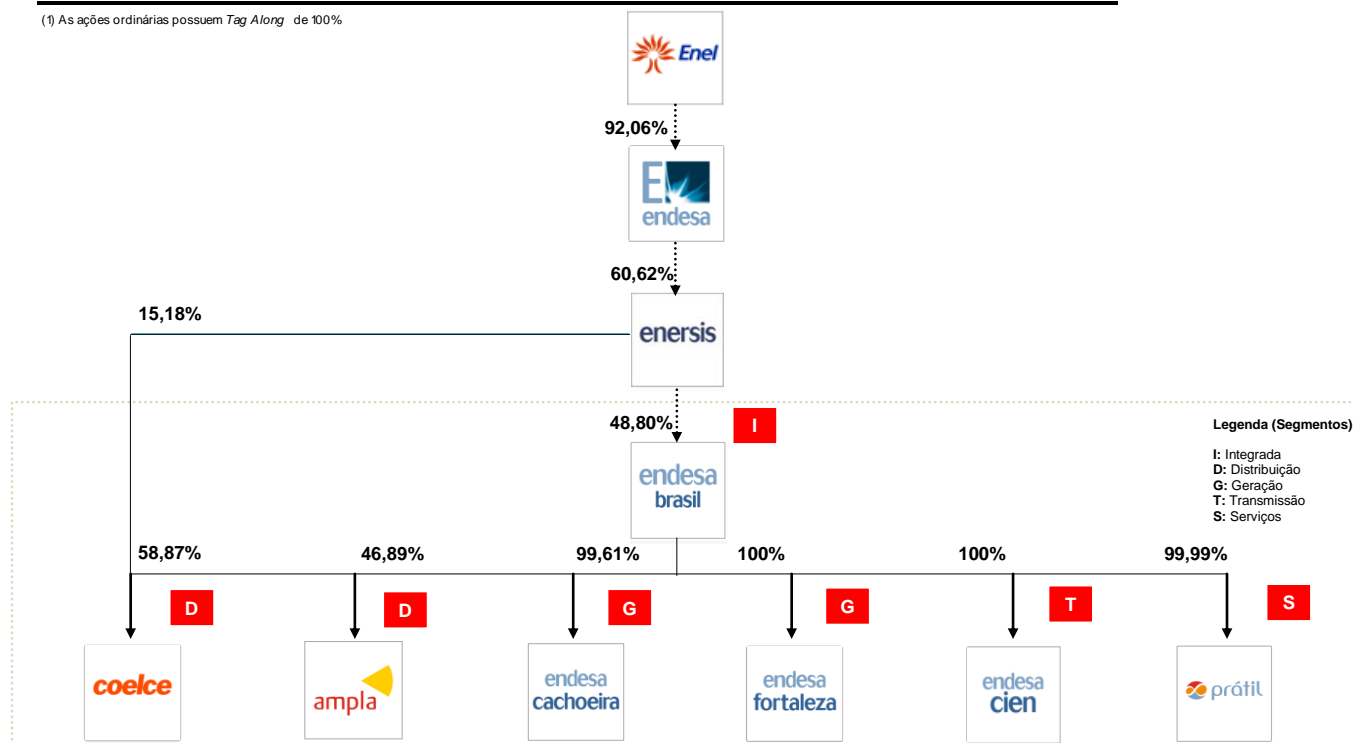 (1) As ações ordinárias possuem Tag Along de 100%
Enel
92,06%
E
endesa
60,62%
15,18%
enersis
48,80%
I
endesa
brasil
Legenda (Segmentos)
I: Integrada
D: Distribuição
G: Geração
T: Transmissão
S: Serviços
58,87%
46,89%
99,61%
100%
100%
99,99%
D
D
G
G
T
S
coelce
ampla
endesa
cachoeira
endesa
fortaleza
endesa
cien
prátil